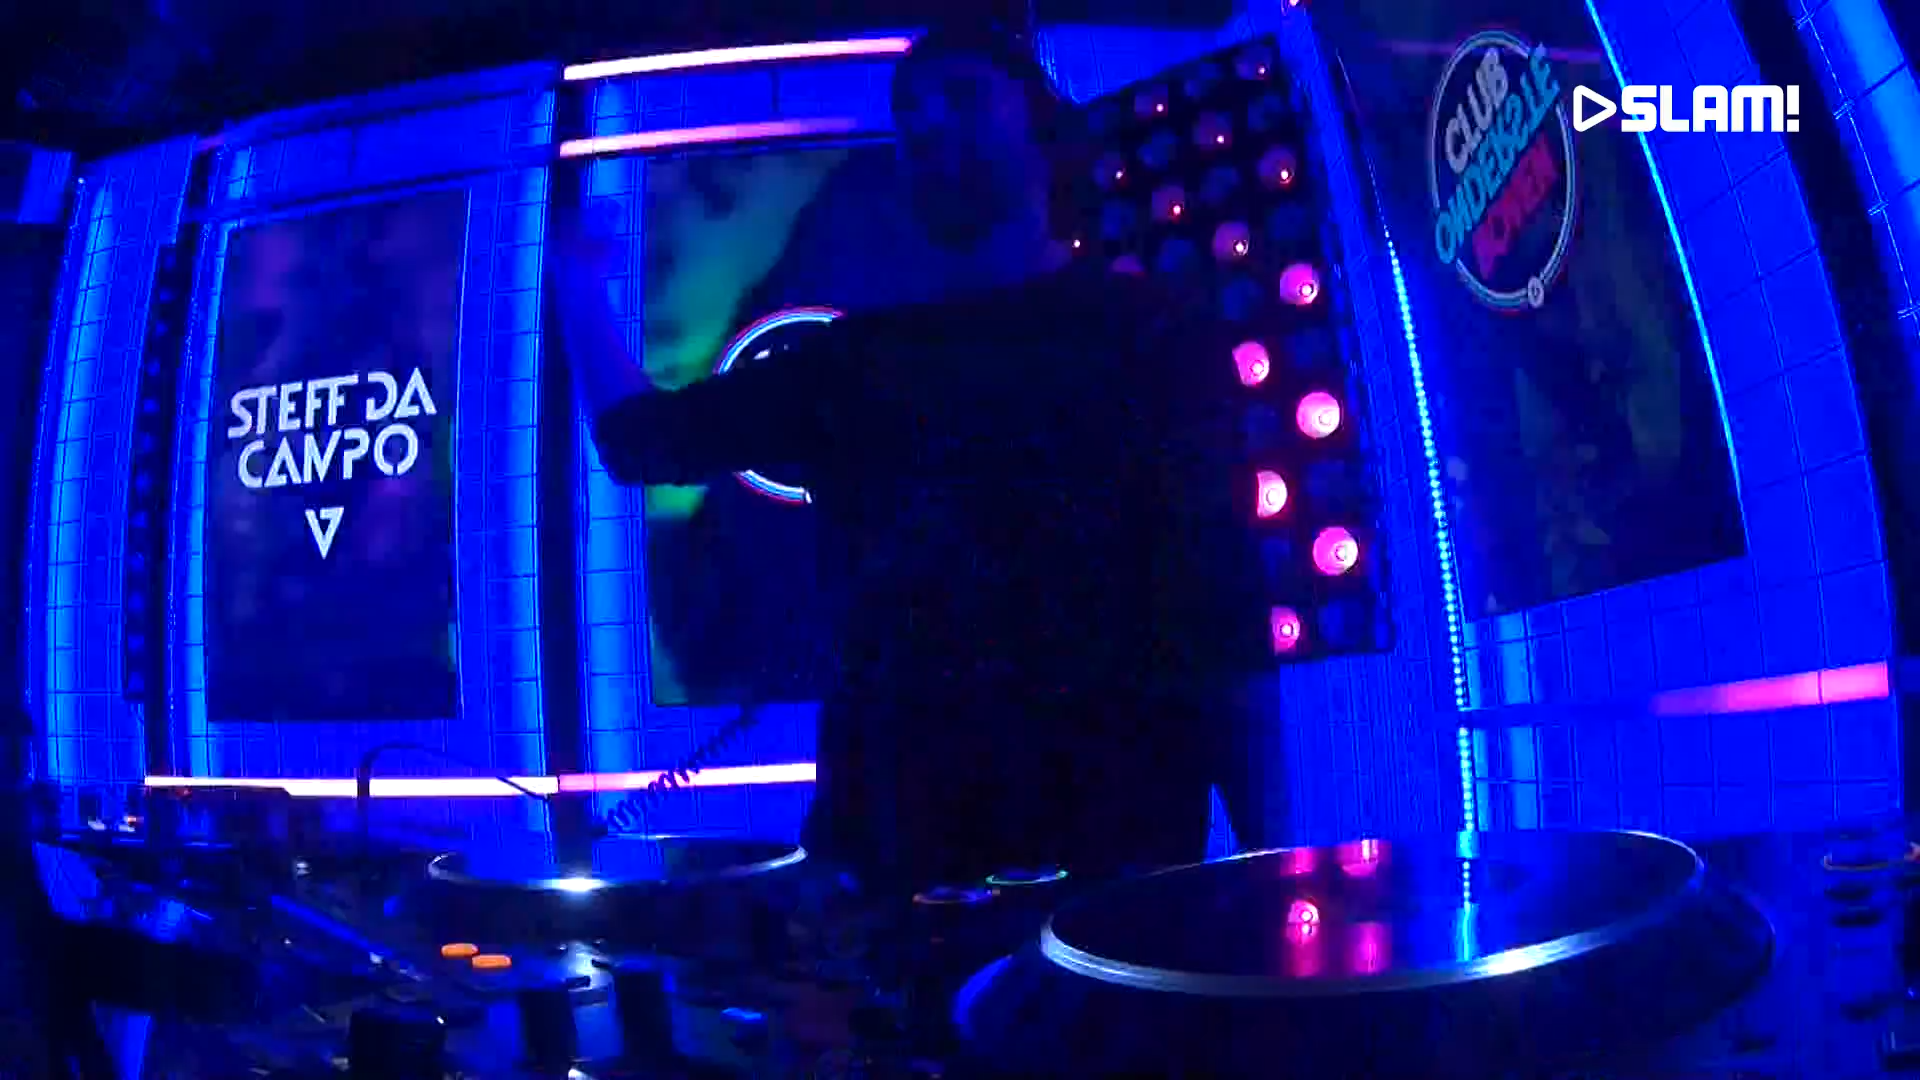 STEFF DA
CAMPO
CLUB
ONDERSTE
BOVEN
SLAM!